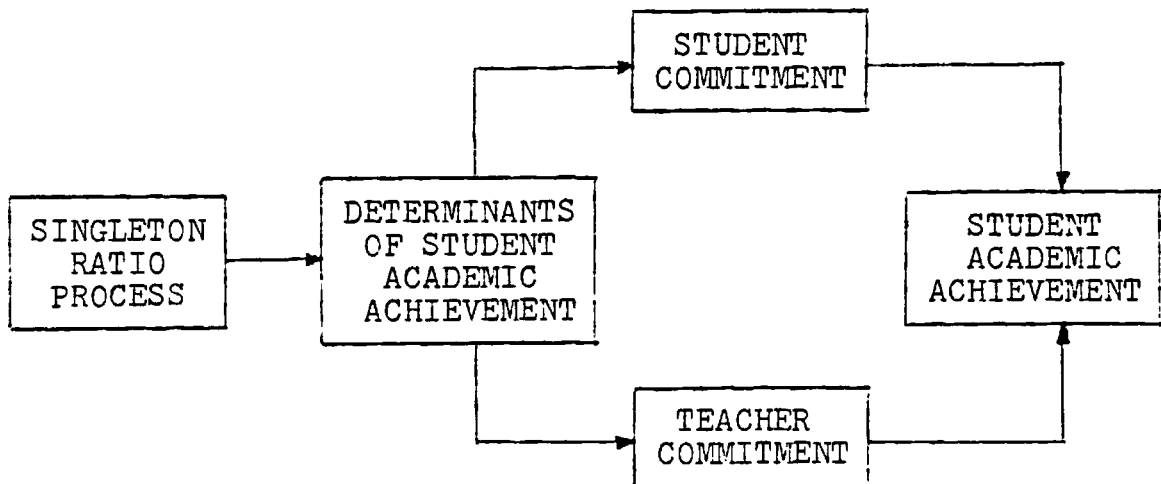 STUDENT
COMMITMENT
SINGLETON
RATIO
PROCESS
DETERMINANTS
OF STUDENT
ACADEMIC
ACHIEVEMENT
STUDENT
ACADEMIC
ACHIEVEMENT
TEACHER
COMMITMENT